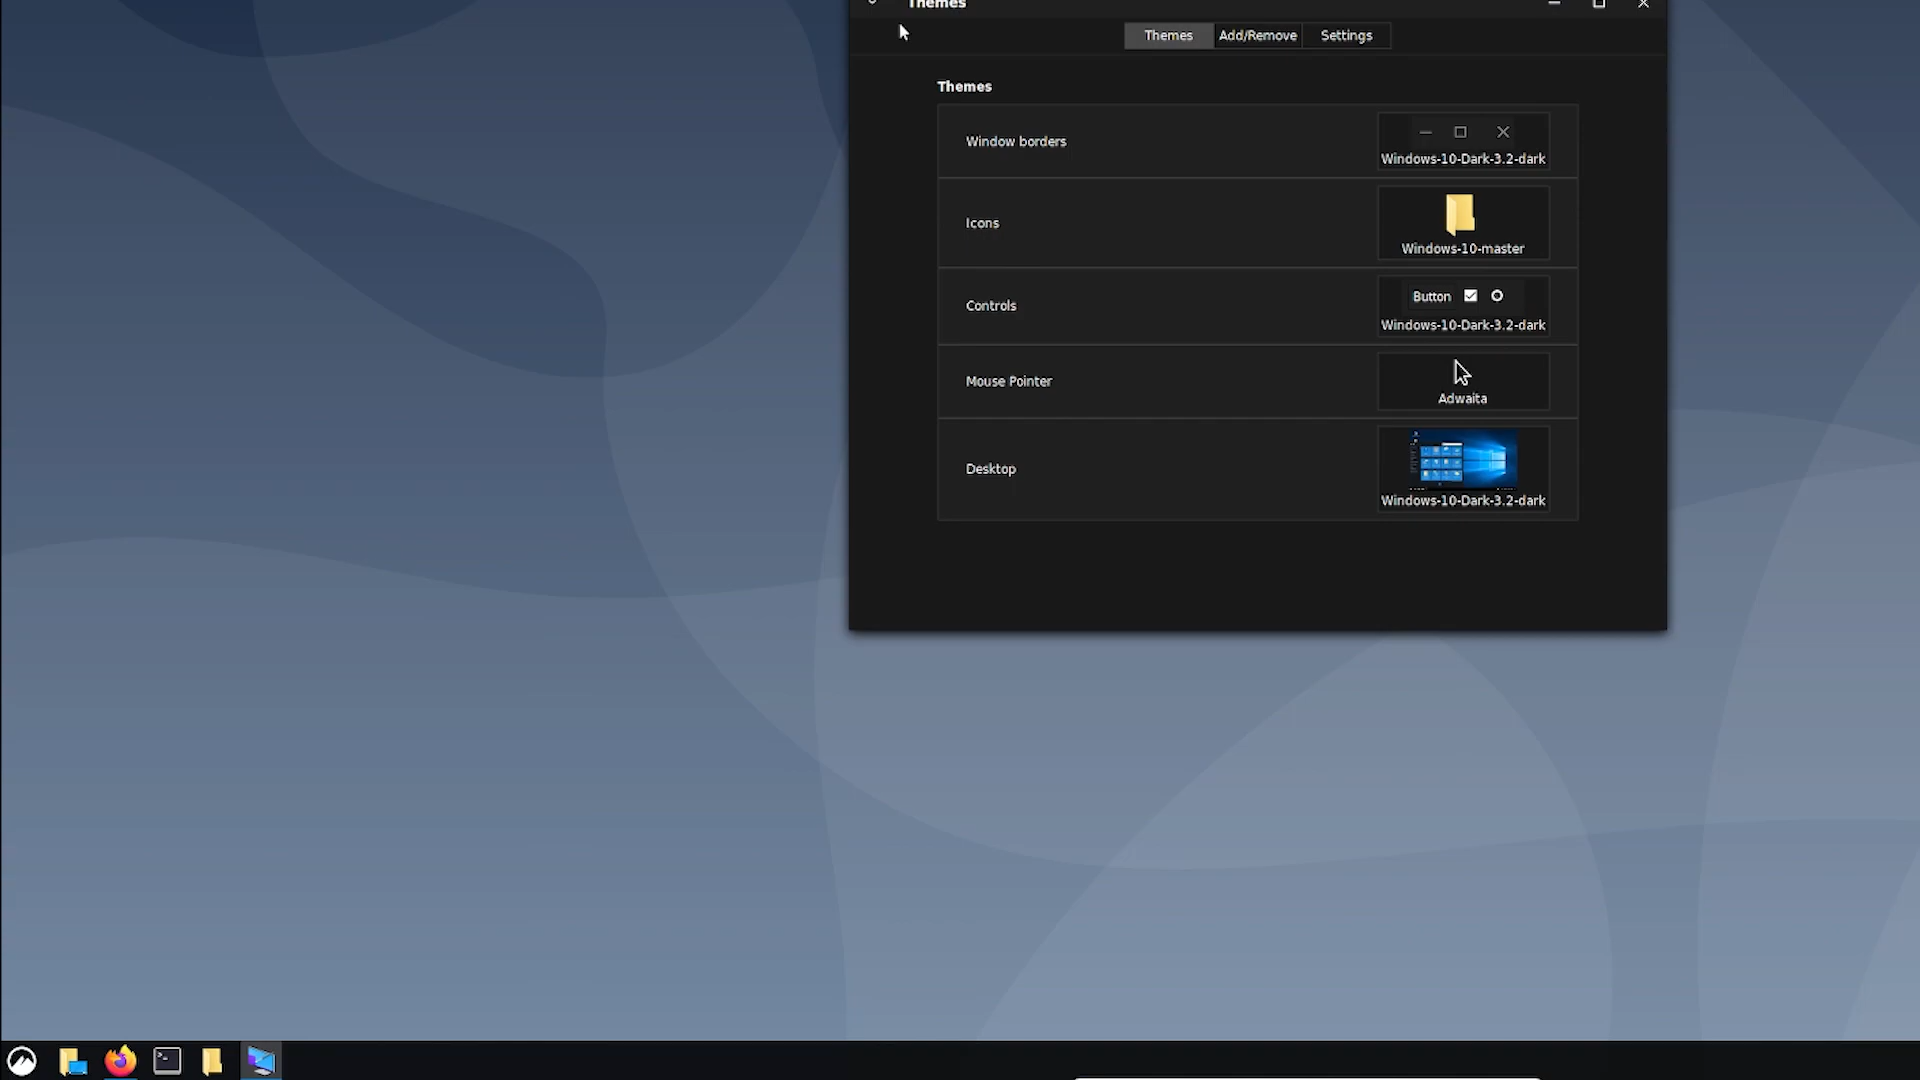 Themes
Themes Add/Remove Settings
Themes
Window borders
Windows-10-Dark-3.2-dark
Icons
Windows-10-master
Controls
Button
Windows-10-Dark-3.2-dark
Mouse Pointer
Adwaita
Desktop
Windows-10-Dark-3.2-dark